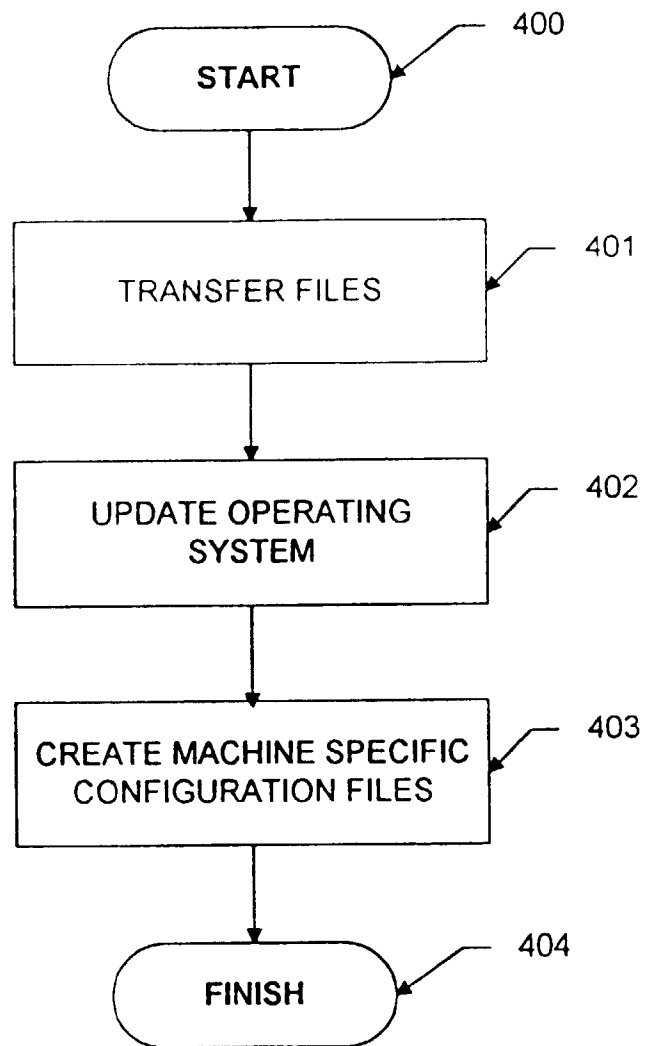 START
400
TRANSFER FILES
401
UPDATE OPERATING
SYSTEM
402
CREATE MACHINE SPECIFIC
CONFIGURATION FILES
403
FINISH
404